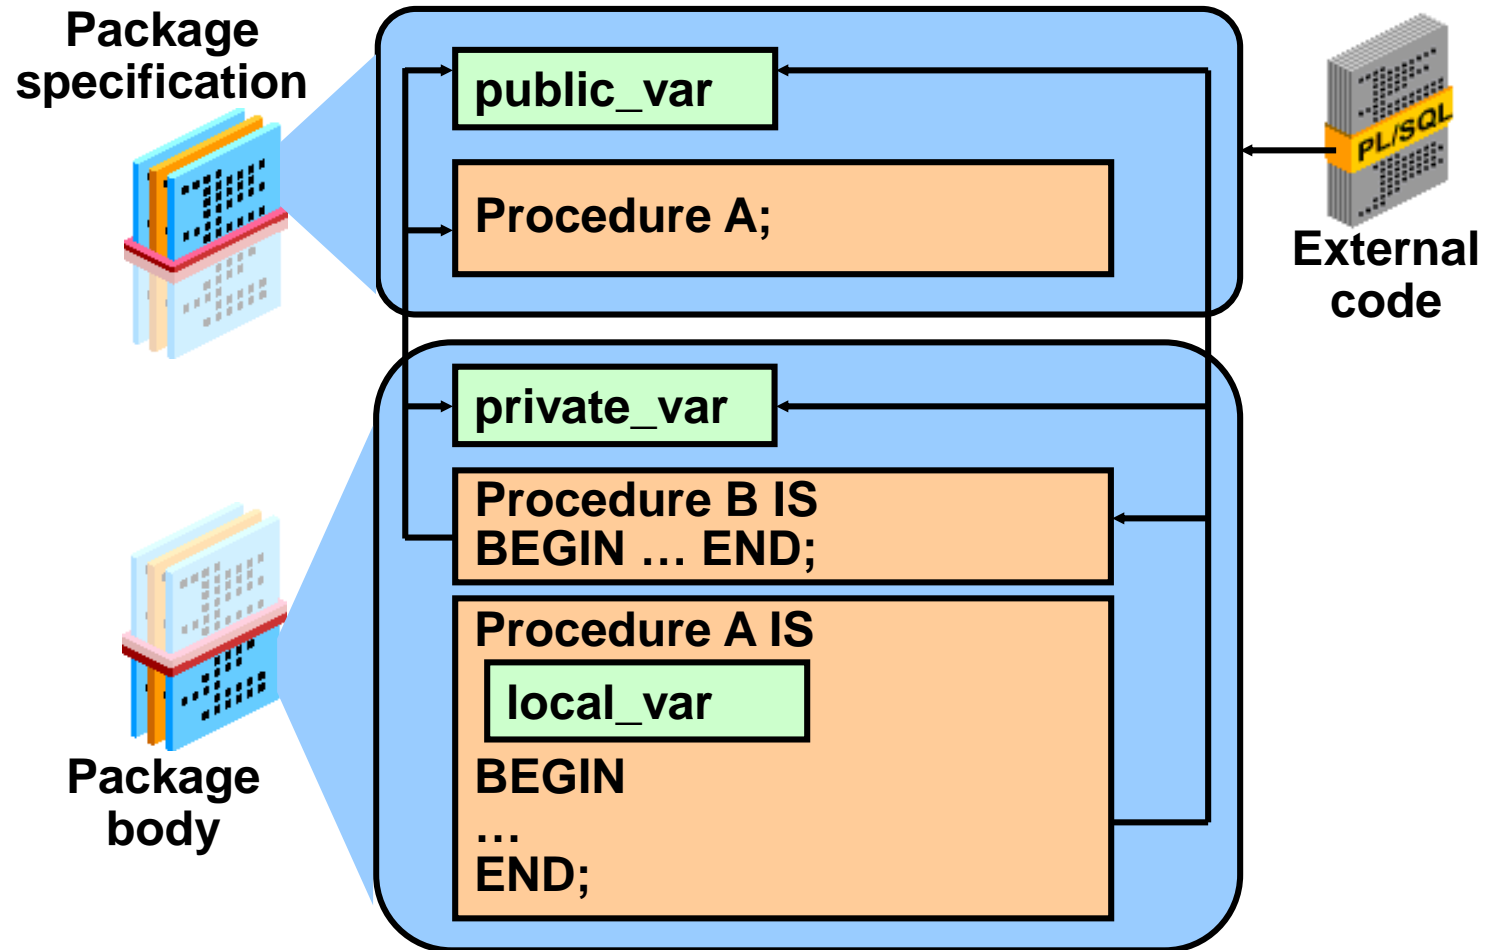 Package
specification
public_var
Procedure A;
PL/SQL
External
code
private_var
Procedure B IS
BEGIN … END;
Procedure A IS
local_var
BEGIN
…
END;
Package
body